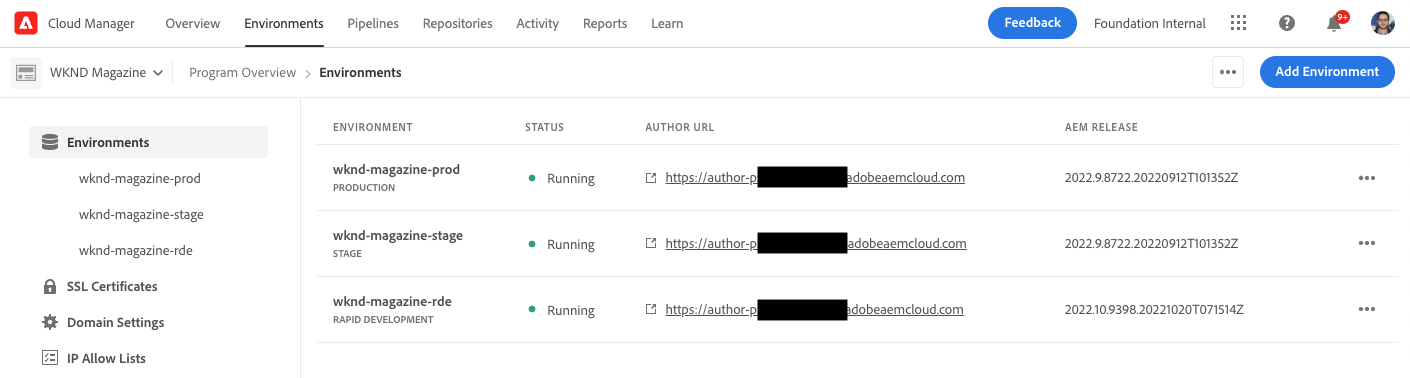 Cloud Manager Overview Environments Pipelines Repositories Activity Reports Learn Feedback Foundation Internal 9+
WKND Magazine Program Overview Environments Add Environment
Environments
wknd-magazine-prod
wknd-magazine-stage
wknd-magazine-rde
SSL Certificates
Domain Settings
IP Allow Lists
ENVIRONMENT STATUS AUTHOR URL AEM RELEASE
wknd-magazine-prod
PRODUCTION
Running https://author-p adobeaemcloud.com 2022.9.8722.20220912T101352Z
wknd-magazine-stage
STAGE
Running https://author-p adobeaemcloud.com 2022.9.8722.20220912T101352Z
wknd-magazine-rde
RAPID DEVELOPMENT
Running https://author-p adobeaemcloud.com 2022.10.9398.20221020T071514Z